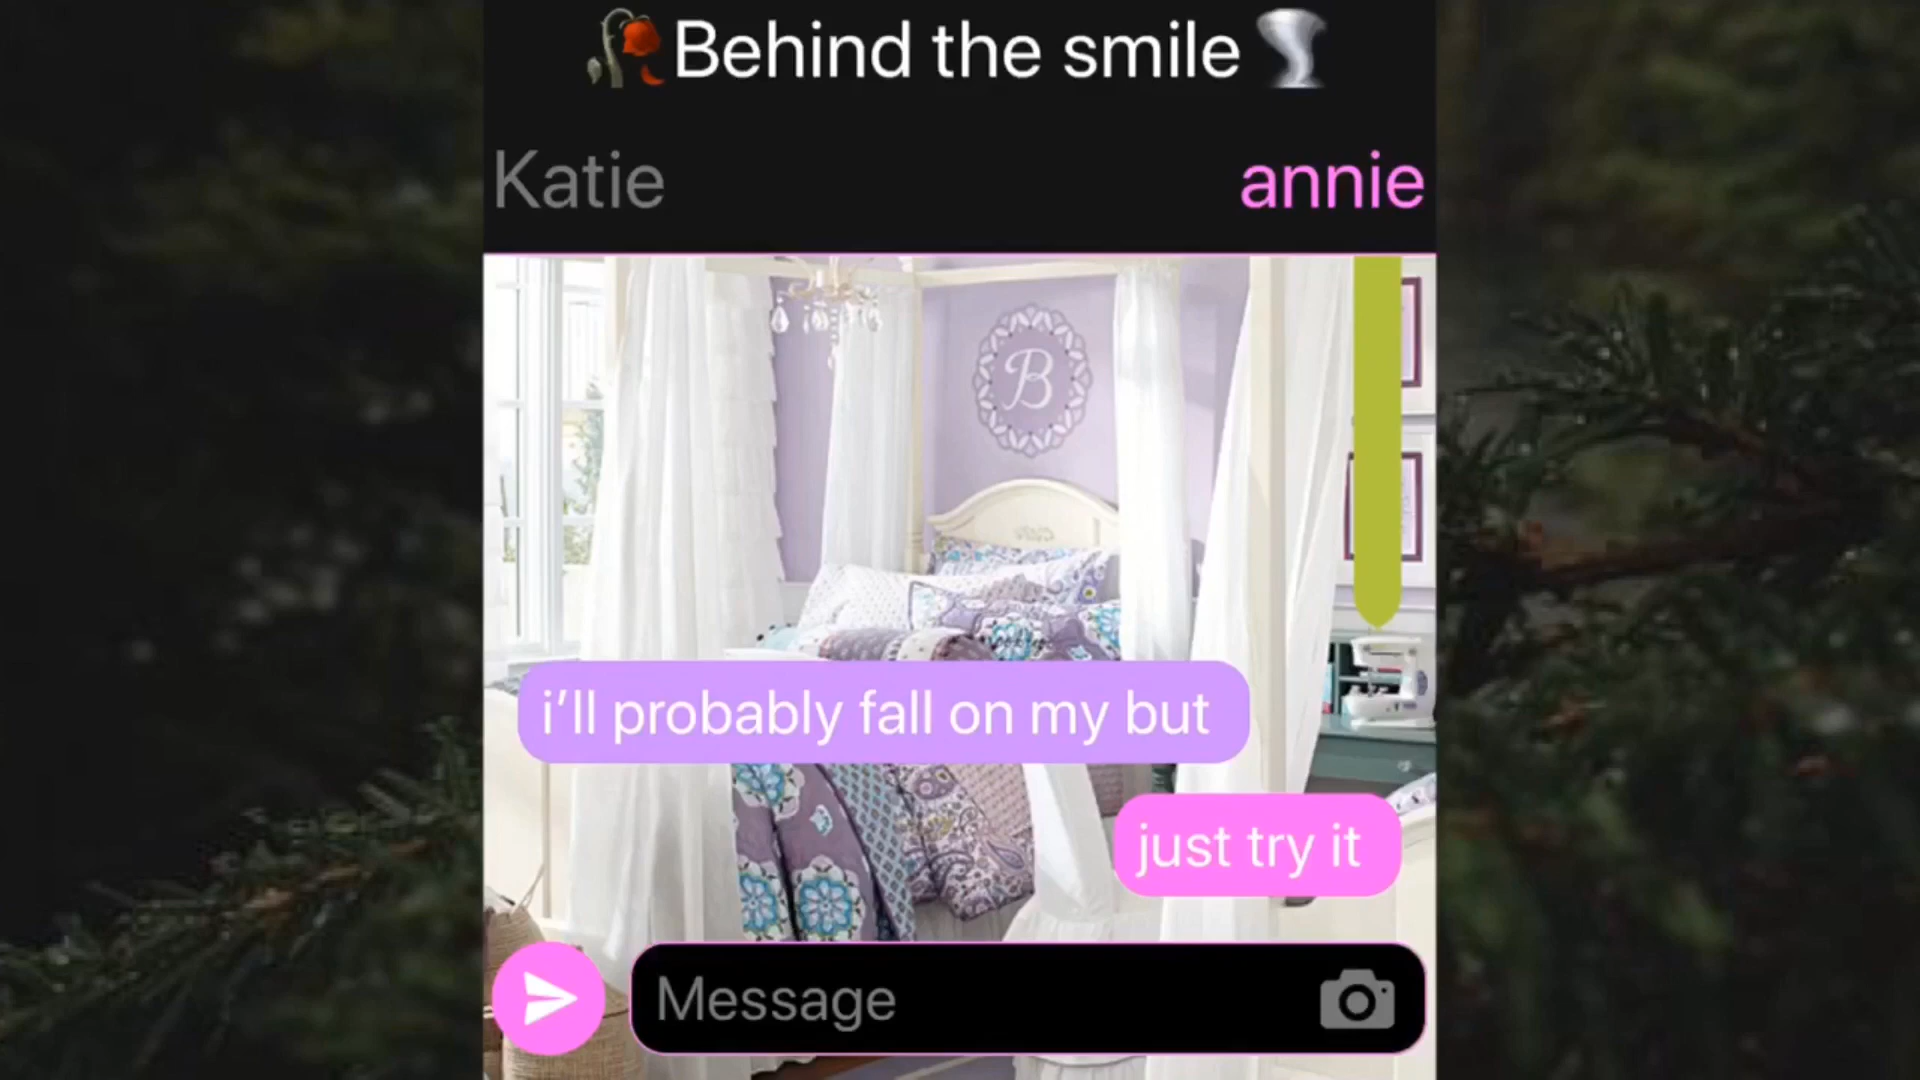 🥀Behind the smile🌪
Katie
annie
B
i'll probably fall on my but
just try it
Message